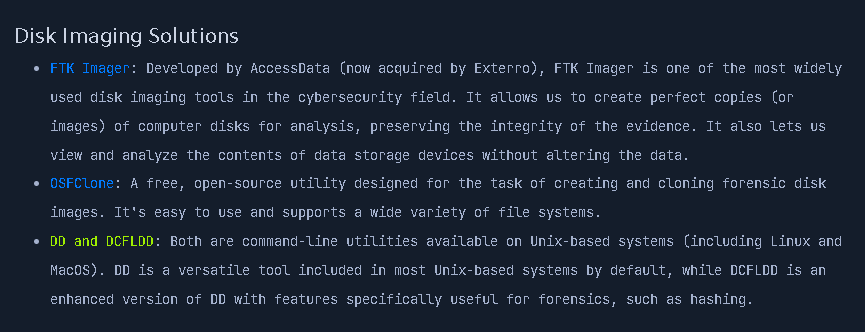 Disk Imaging Solutions
• FTK Imager: Developed by AccessData (now acquired by Exterro), FTK Imager is one of the most widely
used disk imaging tools in the cybersecurity field. It allows us to create perfect copies (or
images) of computer disks for analysis, preserving the integrity of the evidence. It also lets us
view and analyze the contents of data storage devices without altering the data.
• OSFClone: A free, open-source utility designed for the task of creating and cloning forensic disk
images. It's easy to use and supports a wide variety of file systems.
• DD and DCFLDD: Both are command-line utilities available on Unix-based systems (including Linux and
MacOS). DD is a versatile tool included in most Unix-based systems by default, while DCFLDD is an
enhanced version of DD with features specifically useful for forensics, such as hashing.